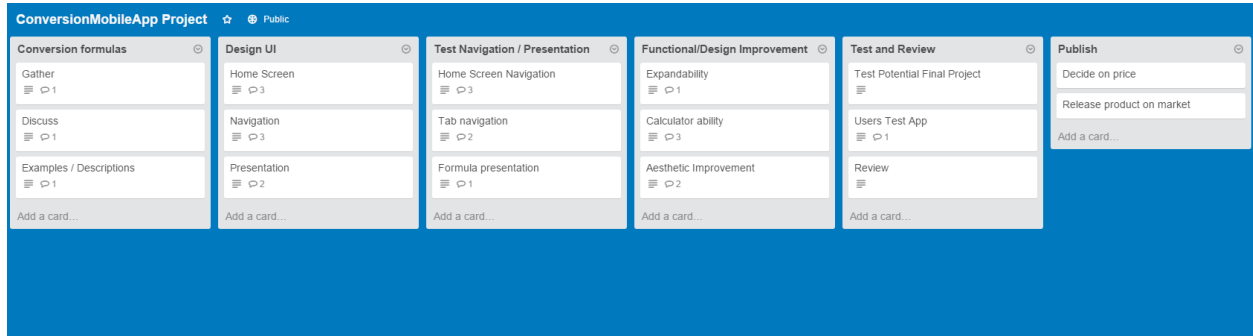 ConversionMobileApp Project Public
Conversion formulas
Gather
1
Discuss
1
Examples / Descriptions
1
Add a card...
Design UI
Home Screen
3
Navigation
3
Presentation
2
Add a card...
Test Navigation / Presentation
Home Screen Navigation
3
Tab navigation
2
Formula presentation
1
Add a card...
Functional/Design Improvement
Expandability
1
Calculator ability
3
Aesthetic Improvement
2
Add a card...
Test and Review
Test Potential Final Project
Users Test App
1
Review
Add a card...
Publish
Decide on price
Release product on market
Add a card...